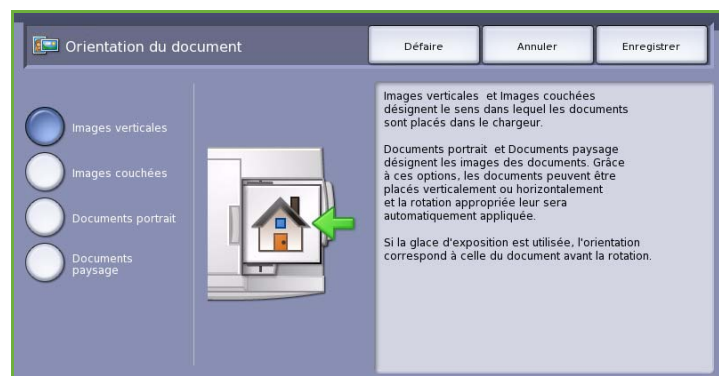 Orientation du document
Défaire
Annuler
Enregistrer
Images verticales
Images couchées
Documents portrait
Documents
paysage
Images verticales et Images couchées
désignent le sens dans lequel les documents
sont placés dans le chargeur.
Documents portrait et Documents paysage
désignent les images des documents. Grâce
à ces options, les documents peuvent être
placés verticalement ou horizontalement
et la rotation appropriée leur sera
automatiquement appliquée.
Si la glace d'exposition est utilisée, l'orientation
correspond à celle du document avant la rotation.